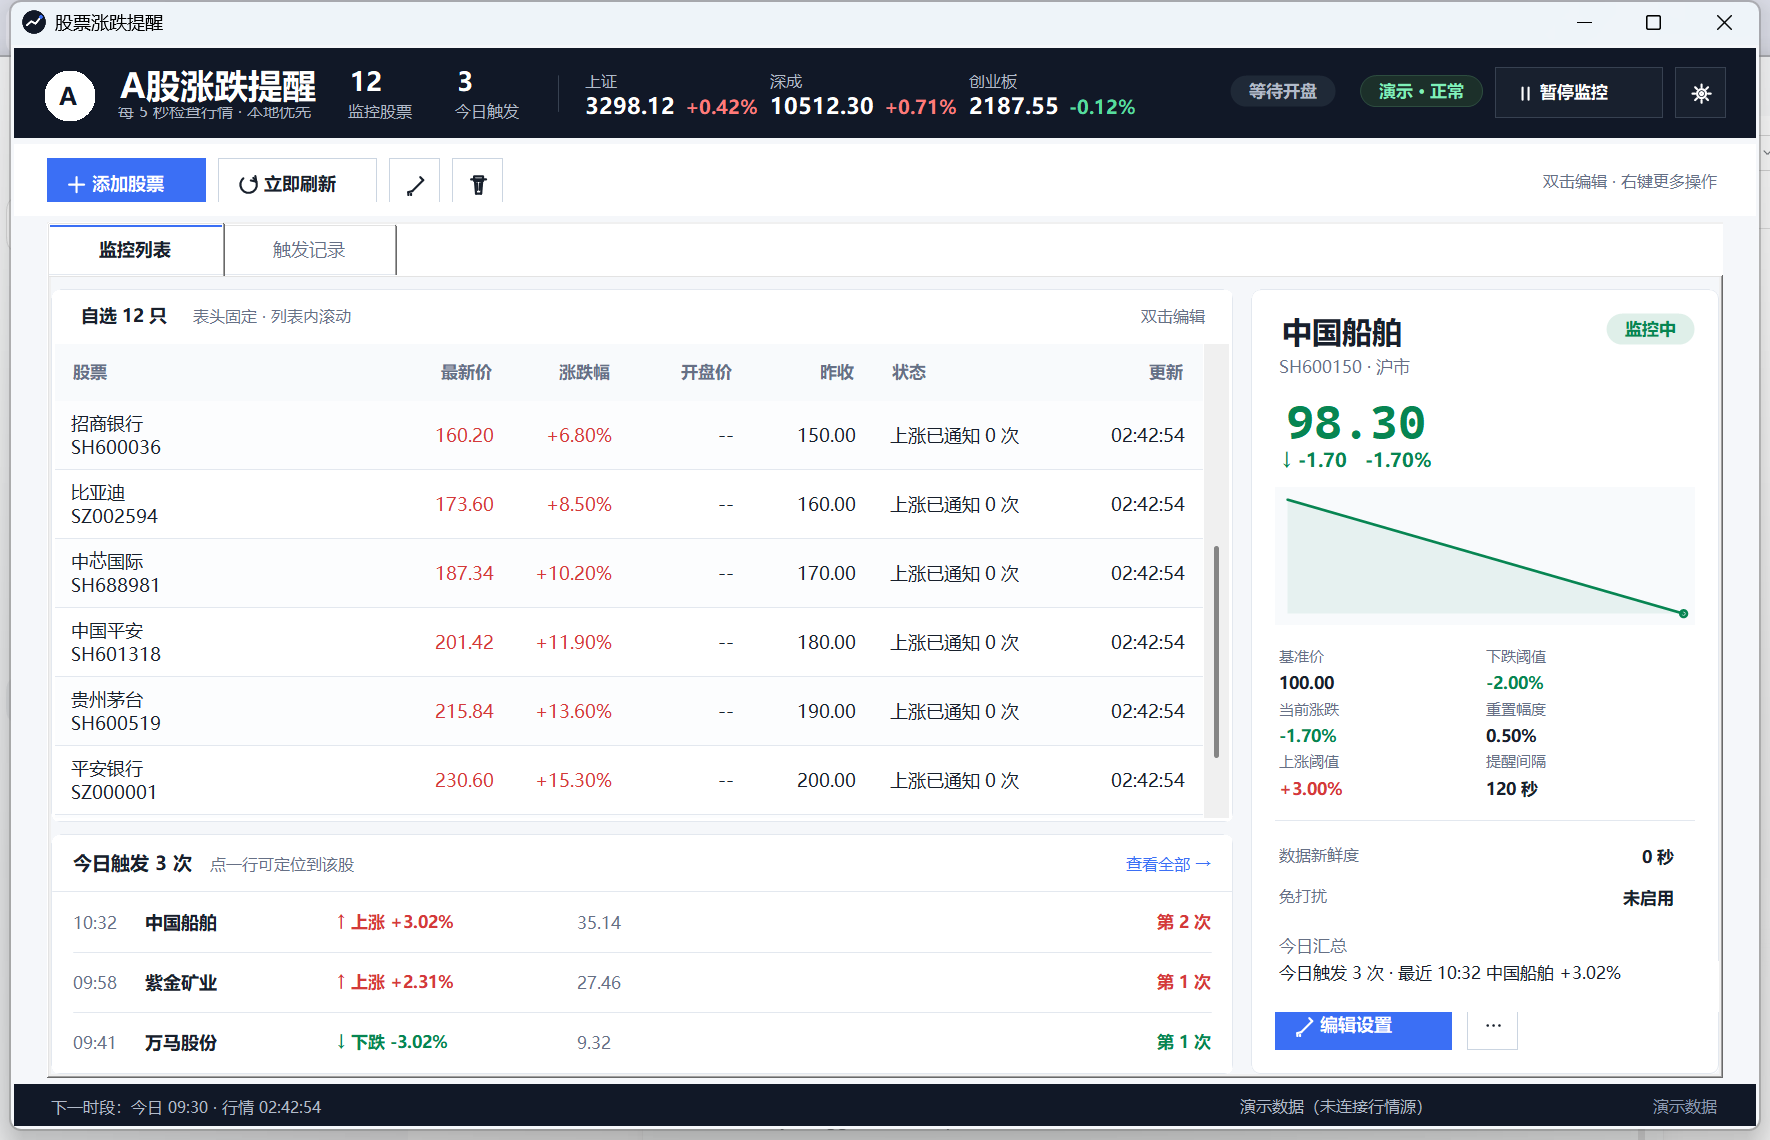 股票涨跌提醒
A
A股涨跌提醒
每 5 秒检查行情 · 本地优先
12
监控股票
3
今日触发
上证
3298.12 +0.42%
深成
10512.30 +0.71%
创业板
2187.55 -0.12%
等待开盘
演示 • 正常
暂停监控
添加股票
立即刷新
双击编辑 · 右键更多操作
监控列表
触发记录
自选 12 只 表头固定 · 列表内滚动 双击编辑
股票 最新价 涨跌幅 开盘价 昨收 状态 更新
招商银行
SH600036
160.20 +6.80% -- 150.00 上涨已通知 0 次 02:42:54
比亚迪
SZ002594
173.60 +8.50% -- 160.00 上涨已通知 0 次 02:42:54
中芯国际
SH688981
187.34 +10.20% -- 170.00 上涨已通知 0 次 02:42:54
中国平安
SH601318
201.42 +11.90% -- 180.00 上涨已通知 0 次 02:42:54
贵州茅台
SH600519
215.84 +13.60% -- 190.00 上涨已通知 0 次 02:42:54
平安银行
SZ000001
230.60 +15.30% -- 200.00 上涨已通知 0 次 02:42:54
今日触发 3 次 点一行可定位到该股 查看全部 →
10:32 中国船舶 ↑ 上涨 +3.02% 35.14 第 2 次
09:58 紫金矿业 ↑ 上涨 +2.31% 27.46 第 1 次
09:41 万马股份 ↓ 下跌 -3.02% 9.32 第 1 次
中国船舶
监控中
SH600150 · 沪市
98.30
↓ -1.70 -1.70%
基准价 下跌阈值
100.00 -2.00%
当前涨跌 重置幅度
-1.70% 0.50%
上涨阈值 提醒间隔
+3.00% 120 秒
数据新鲜度 0 秒
免打扰 未启用
今日汇总
今日触发 3 次 · 最近 10:32 中国船舶 +3.02%
编辑设置
...
下一时段：今日 09:30 · 行情 02:42:54
演示数据（未连接行情源）
演示数据